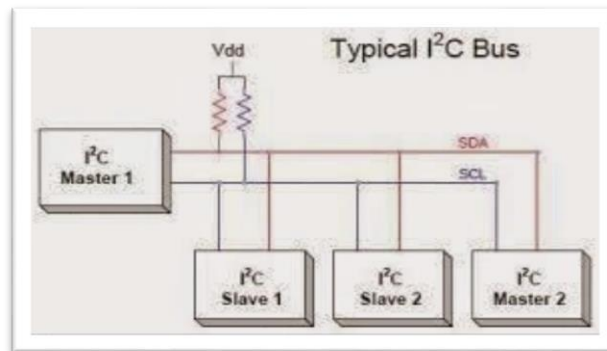 Vdd
Typical I²C Bus
SDA
I²C
Master 1
SCL
I²C
Slave 1
I²C
Slave 2
I²C
Master 2